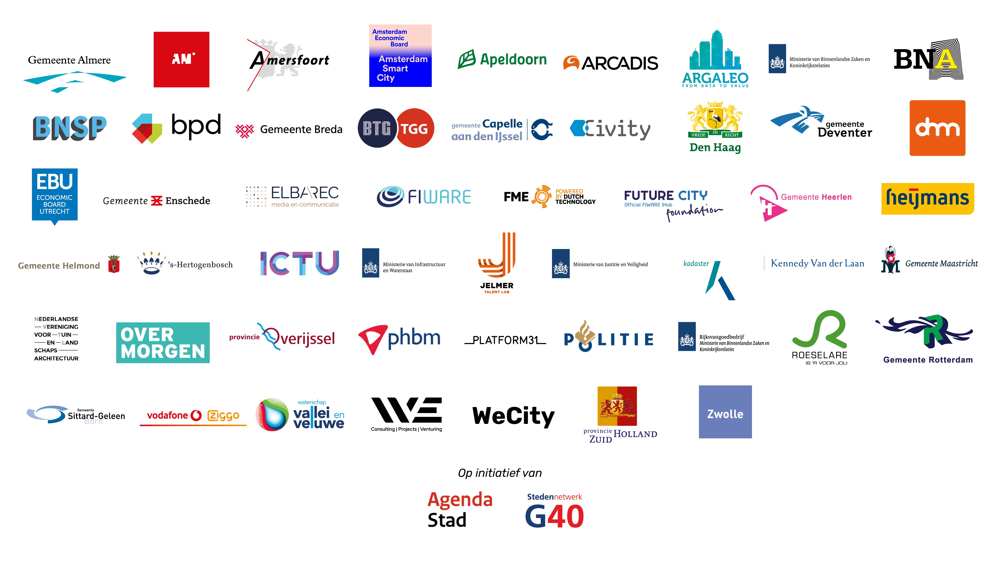 Gemeente Almere
AM
Amersfoort
Amsterdam
Economic
Board
Amsterdam
Smart
City
Apeldoorn
ARCADIS
ARGALEO
FROM DATA TO VALUE
Ministerie van Binnenlandse Zaken en
Koninkrijksrelaties
BNA
BNSP
bpd
Gemeente Breda
BTG
TGG
gemeente Capelle
aan den IJssel
Civity
VREDE EN RECHT
Den Haag
gemeente
Deventer
dhm
EBU
ECONOMIC
BOARD
UTRECHT
Gemeente Enschede
ELBAREC
media en communicatie
FIWARE
FME
POWERED
BY DUTCH
TECHNOLOGY
FUTURE CITY
Official FIWARE iHub
foundation
Gemeente Heerlen
heijmans
Gemeente Helmond
's-Hertogenbosch
ICTU
Ministerie van Infrastructuur
en Waterstaat
JELMER
TALENT LAB
Ministerie van Justitie en Veiligheid
kadaster
Kennedy Van der Laan
Gemeente Maastricht
NEDERLANDSE
VERENIGING
VOOR TUIN
EN LAND
SCHAPS
ARCHITECTUUR
OVER
MORGEN
provincie Overijssel
phbm
PLATFORM31
POLITIE
Rijksvastgoedbedrijf
Ministerie van Binnenlandse Zaken en
Koninkrijksrelaties
ROESELARE
IS 'R VOOR JOU
R
Gemeente Rotterdam
Gemeente
Sittard-Geleen
Born
vodafone ziggo
waterschap
vallei en
veluwe
WE
Consulting | Projects | Venturing
WeCity
provincie HOLLAND
ZUID
Zwolle
Op initiatief van
Agenda
Stad
Stedennetwerk
G40